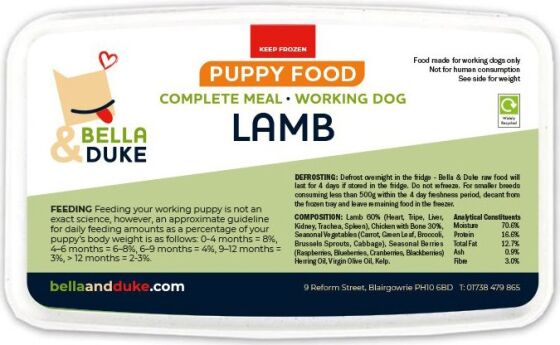 KEEP FROZEN
PUPPY FOOD
COMPLETE MEAL • WORKING DOG
LAMB
Food made for working dogs only
Not for human consumption
See side for weight
Widely
Recycled
BELLA
& DUKE
DEFROSTING: Defrost overnight in the fridge - Bella & Duke raw food will
last for 4 days if stored in the fridge. Do not refreeze. For smaller breeds
consuming less than 500g within the 4 day freshness period, decant from
the frozen tray and leave remaining food in the freezer.
FEEDING Feeding your working puppy is not an
exact science, however, an approximate guideline
for daily feeding amounts as a percentage of your
puppy's body weight is as follows: 0-4 months = 8%,
4-6 months = 6-8%, 6-9 months = 4%, 9-12 months =
3%, > 12 months = 2-3%.
COMPOSITION: Lamb 60% (Heart, Tripe, Liver,
Kidney, Trachea, Spleen), Chicken with Bone 30%,
Seasonal Vegetables (Carrot, Green Leaf, Broccoli,
Brussels Sprouts, Cabbage), Seasonal Berries
(Raspberries, Blueberries, Cranberries, Blackberries)
Herring Oil, Virgin Olive Oil, Kelp.
Analytical Constituents
Moisture 70.6%
Protein 16.6%
Total Fat 12.7%
Ash 0.9%
Fibre 3.0%
bellaandduke.com
9 Reform Street, Blairgowrie PH10 6BD T: 01738 479 865